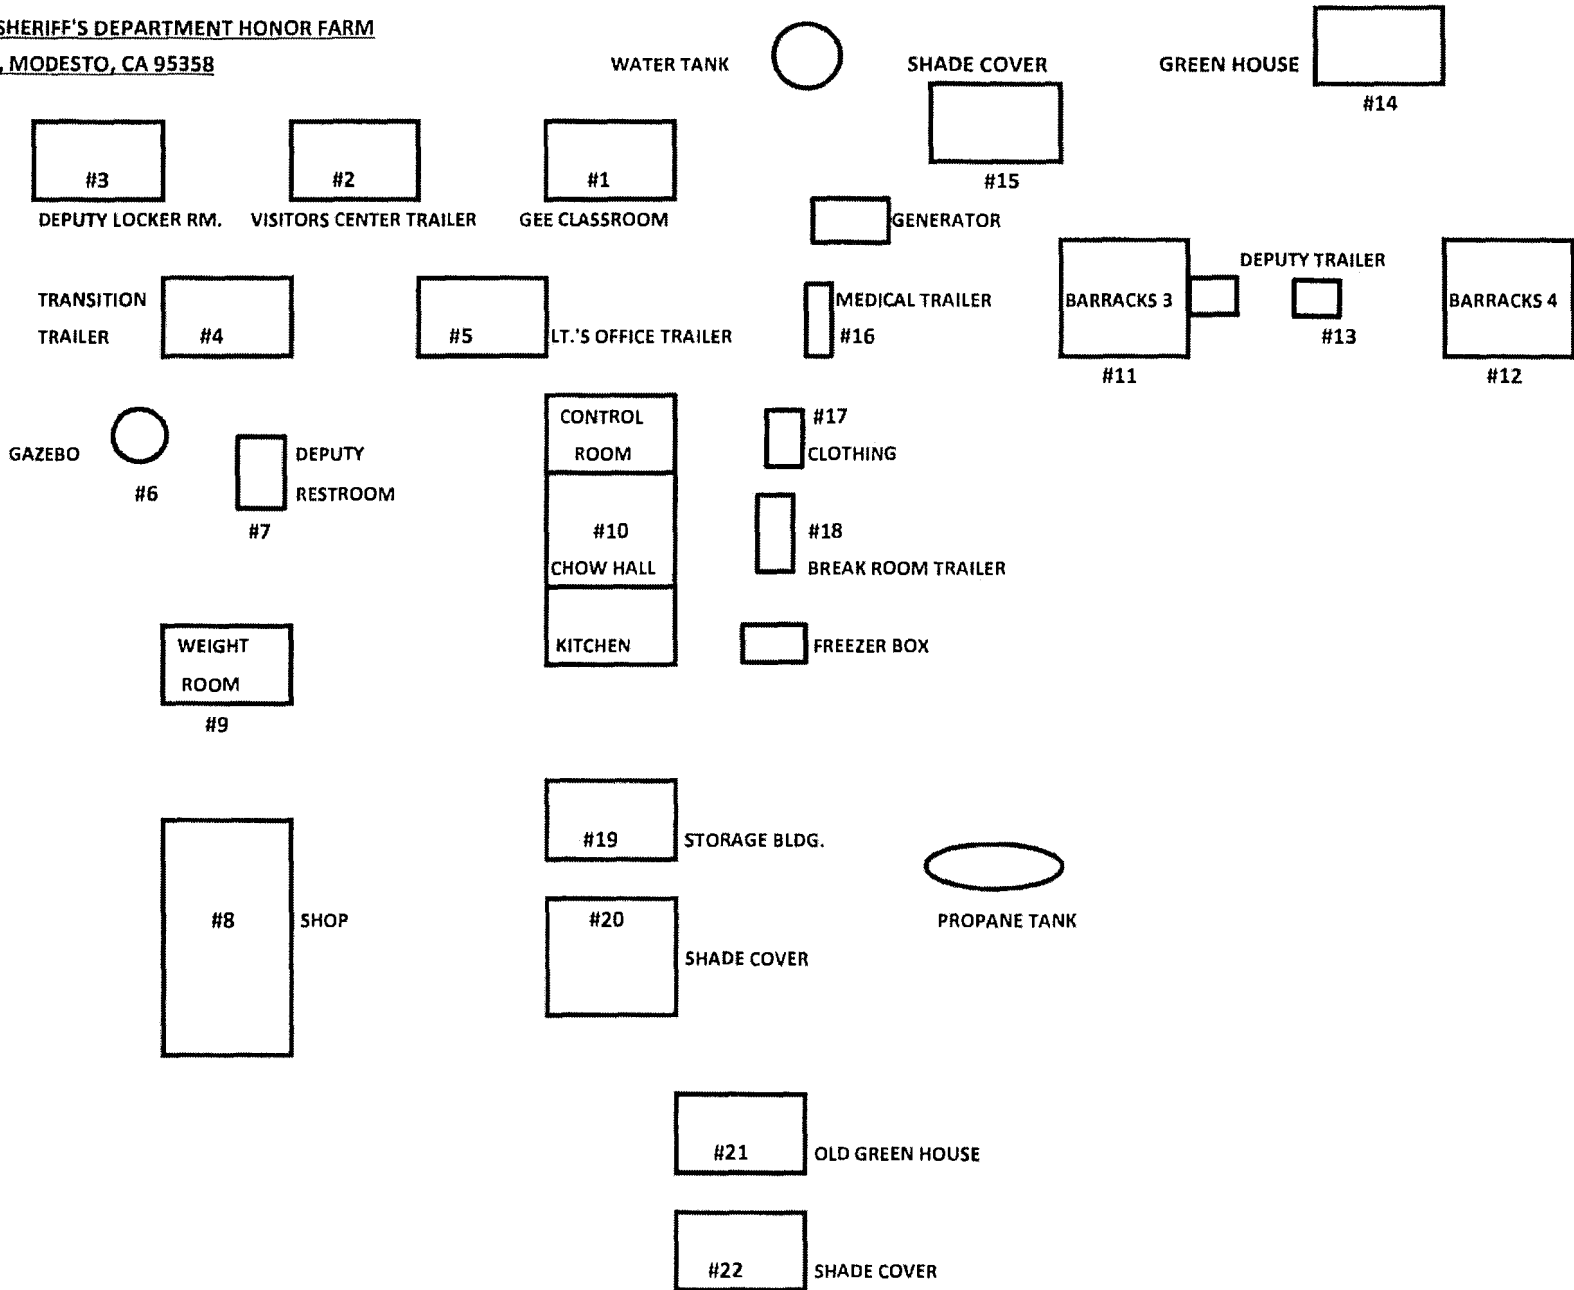 SHERIFF'S DEPARTMENT HONOR FARM
, MODESTO, CA 95358
WATER TANK
SHADE COVER
GREEN HOUSE
#14
#3
#2
#1
#15
DEPUTY LOCKER RM.
VISITORS CENTER TRAILER
GEE CLASSROOM
GENERATOR
DEPUTY TRAILER
TRANSITION
TRAILER
#4
#5
LT.'S OFFICE TRAILER
MEDICAL TRAILER
#16
BARRACKS 3
#11
#13
BARRACKS 4
#12
GAZEBO
#6
DEPUTY
RESTROOM
#7
CONTROL
ROOM
#10
CHOW HALL
KITCHEN
#17
CLOTHING
#18
BREAK ROOM TRAILER
FREEZER BOX
WEIGHT
ROOM
#9
#19
STORAGE BLDG.
#8
SHOP
#20
SHADE COVER
PROPANE TANK
#21
OLD GREEN HOUSE
#22
SHADE COVER